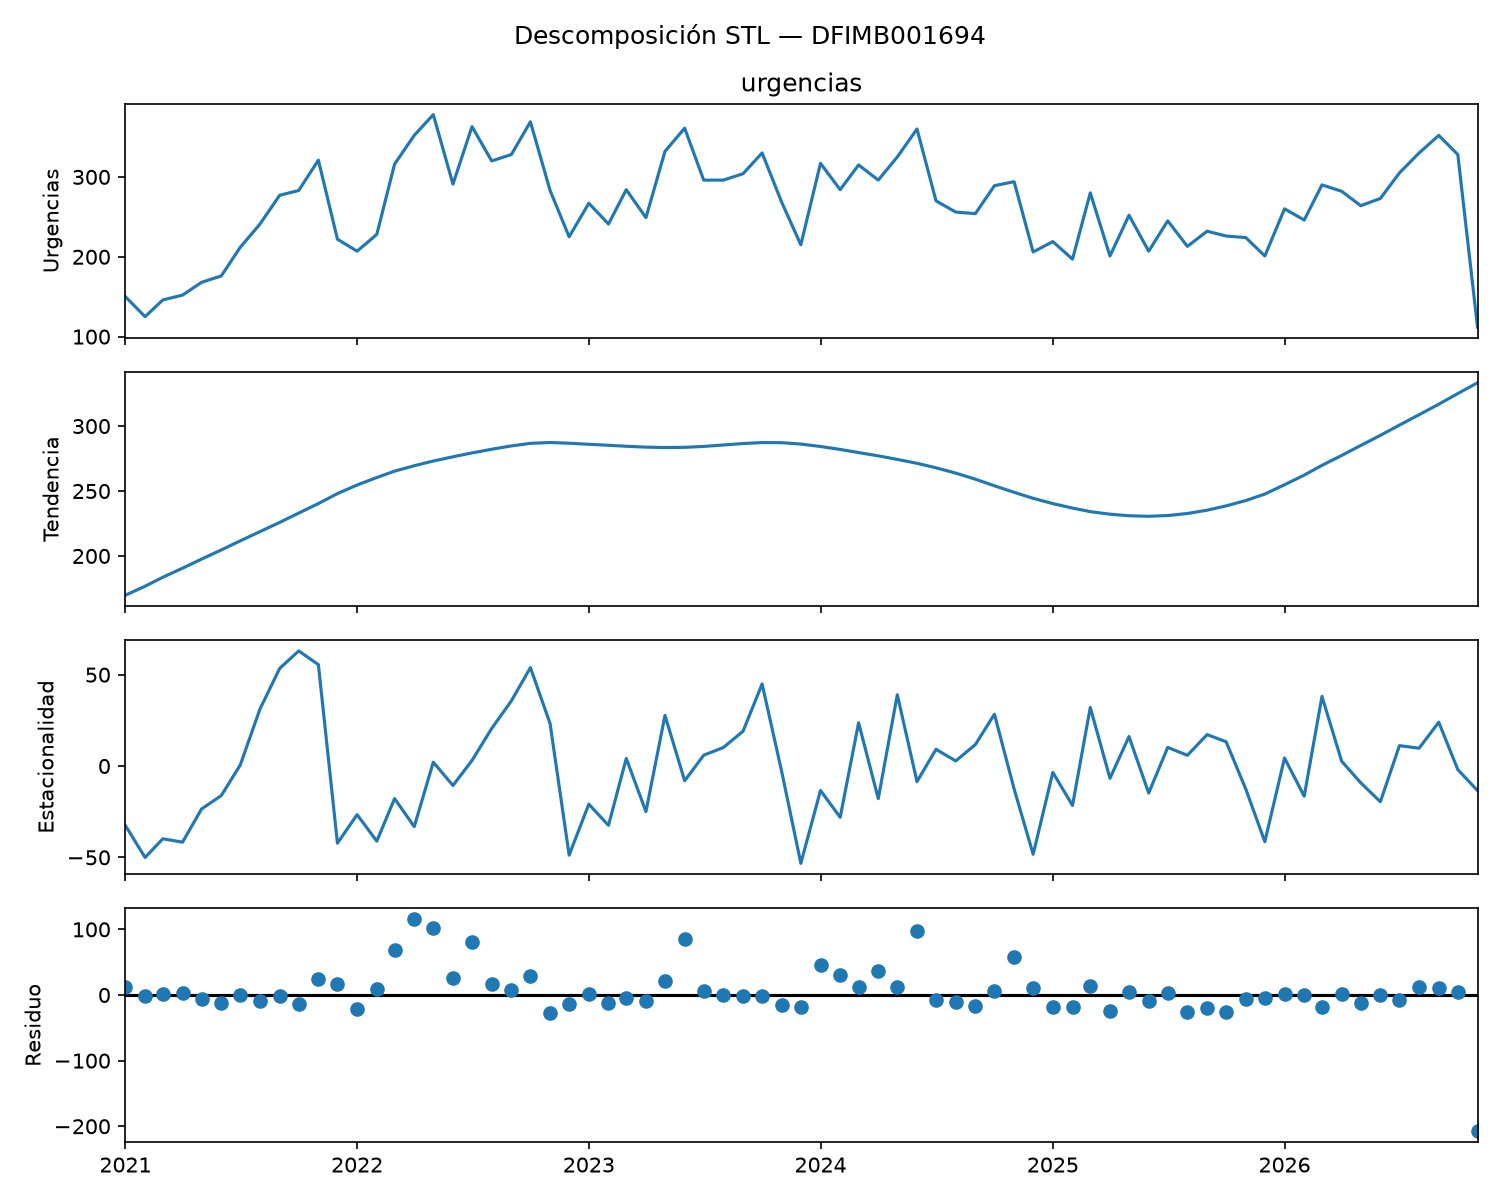 Descomposición STL — DFIMB001694
urgencias
Urgencias
300
200
100
Tendencia
300
250
200
Estacionalidad
50
0
−50
Residuo
100
0
−100
−200
2021 2022 2023 2024 2025 2026